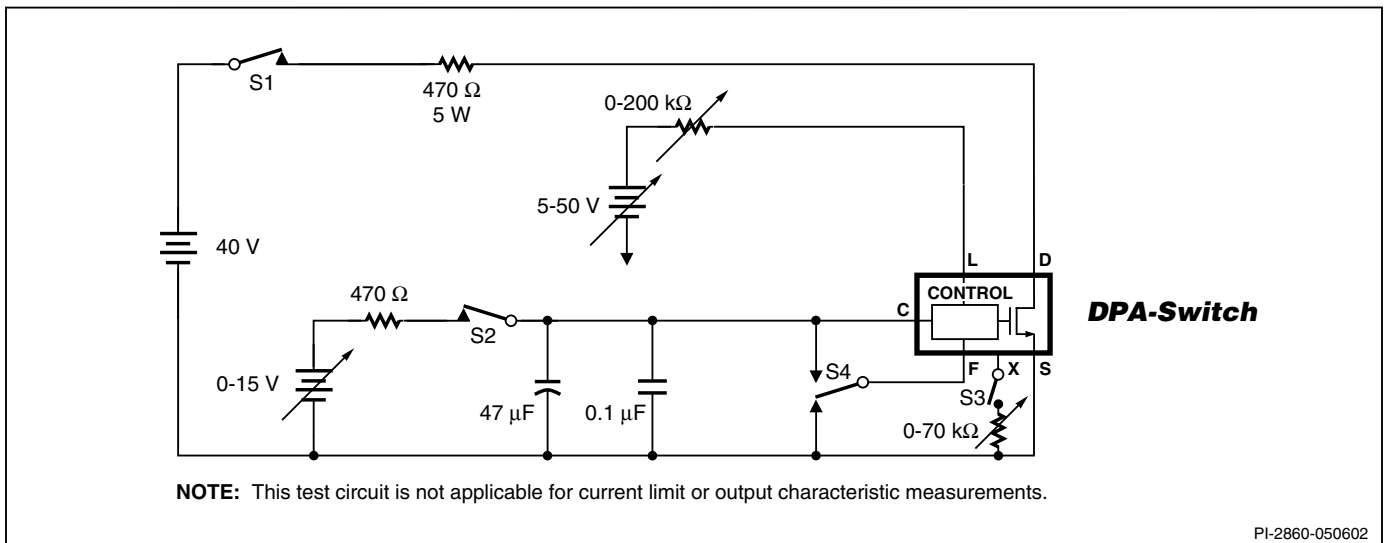 S1
470 Ω
5 W
0-200 kΩ
5-50 V
40 V
L
D
CONTROL
C
DPA-Switch
470 Ω
S2
F
X
S
S4
S3
0-15 V
47 µF
0.1 µF
0-70 kΩ
NOTE: This test circuit is not applicable for current limit or output characteristic measurements.
PI-2860-050602